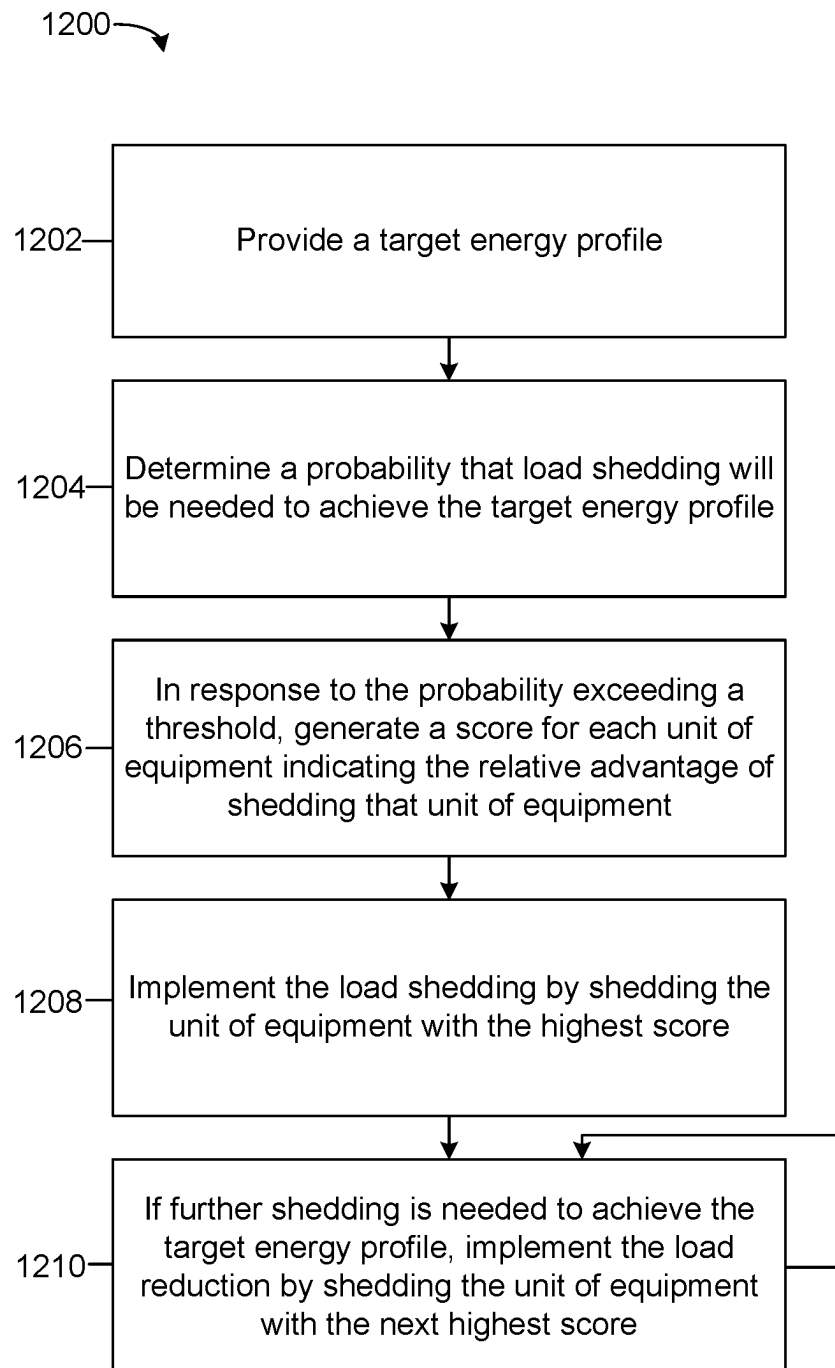 1200
1202
Provide a target energy profile
1204
Determine a probability that load shedding will
be needed to achieve the target energy profile
1206
In response to the probability exceeding a
threshold, generate a score for each unit of
equipment indicating the relative advantage of
shedding that unit of equipment
1208
Implement the load shedding by shedding the
unit of equipment with the highest score
1210
If further shedding is needed to achieve the
target energy profile, implement the load
reduction by shedding the unit of equipment
with the next highest score